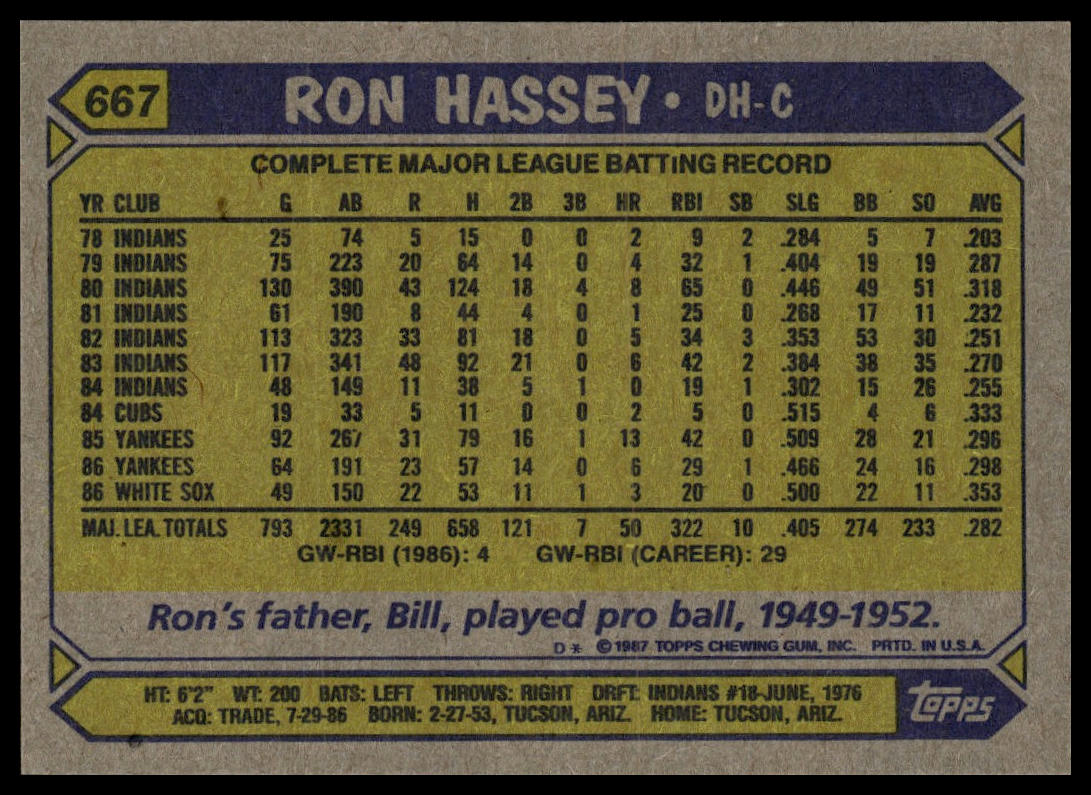 667 RON HASSEY • DH-C
COMPLETE MAJOR LEAGUE BATTING RECORD
YR CLUB G AB R H 2B 3B HR RBI SB SLG BB SO AVG
78 INDIANS 25 74 5 15 0 0 2 9 2 .284 5 7 .203
79 INDIANS 75 223 20 64 14 0 4 32 1 .404 19 19 .287
80 INDIANS 130 390 43 124 18 4 8 65 0 .446 49 51 .318
81 INDIANS 61 190 8 44 4 0 1 25 0 .268 17 11 .232
82 INDIANS 113 323 33 81 18 0 5 34 3 .353 53 30 .251
83 INDIANS 117 341 48 92 21 0 6 42 2 .384 38 35 .270
84 INDIANS 48 149 11 38 5 1 0 19 1 .302 15 26 .255
84 CUBS 19 33 5 11 0 0 2 5 0 .515 4 6 .333
85 YANKEES 92 267 31 79 16 1 13 42 0 .509 28 21 .296
86 YANKEES 64 191 23 57 14 0 6 29 1 .466 24 16 .298
86 WHITE SOX 49 150 22 53 11 1 3 20 0 .500 22 11 .353
MAJ. LEA. TOTALS 793 2331 249 658 121 7 50 322 10 .405 274 233 .282
GW-RBI (1986): 4 GW-RBI (CAREER): 29
Ron's father, Bill, played pro ball, 1949-1952.
D* © 1987 TOPPS CHEWING GUM, INC. PRTD. IN U.S.A.
HT: 6'2" WT: 200 BATS: LEFT THROWS: RIGHT DRFT: INDIANS #18-JUNE, 1976
ACQ: TRADE, 7-29-86 BORN: 2-27-53, TUCSON, ARIZ. HOME: TUCSON, ARIZ.
topps